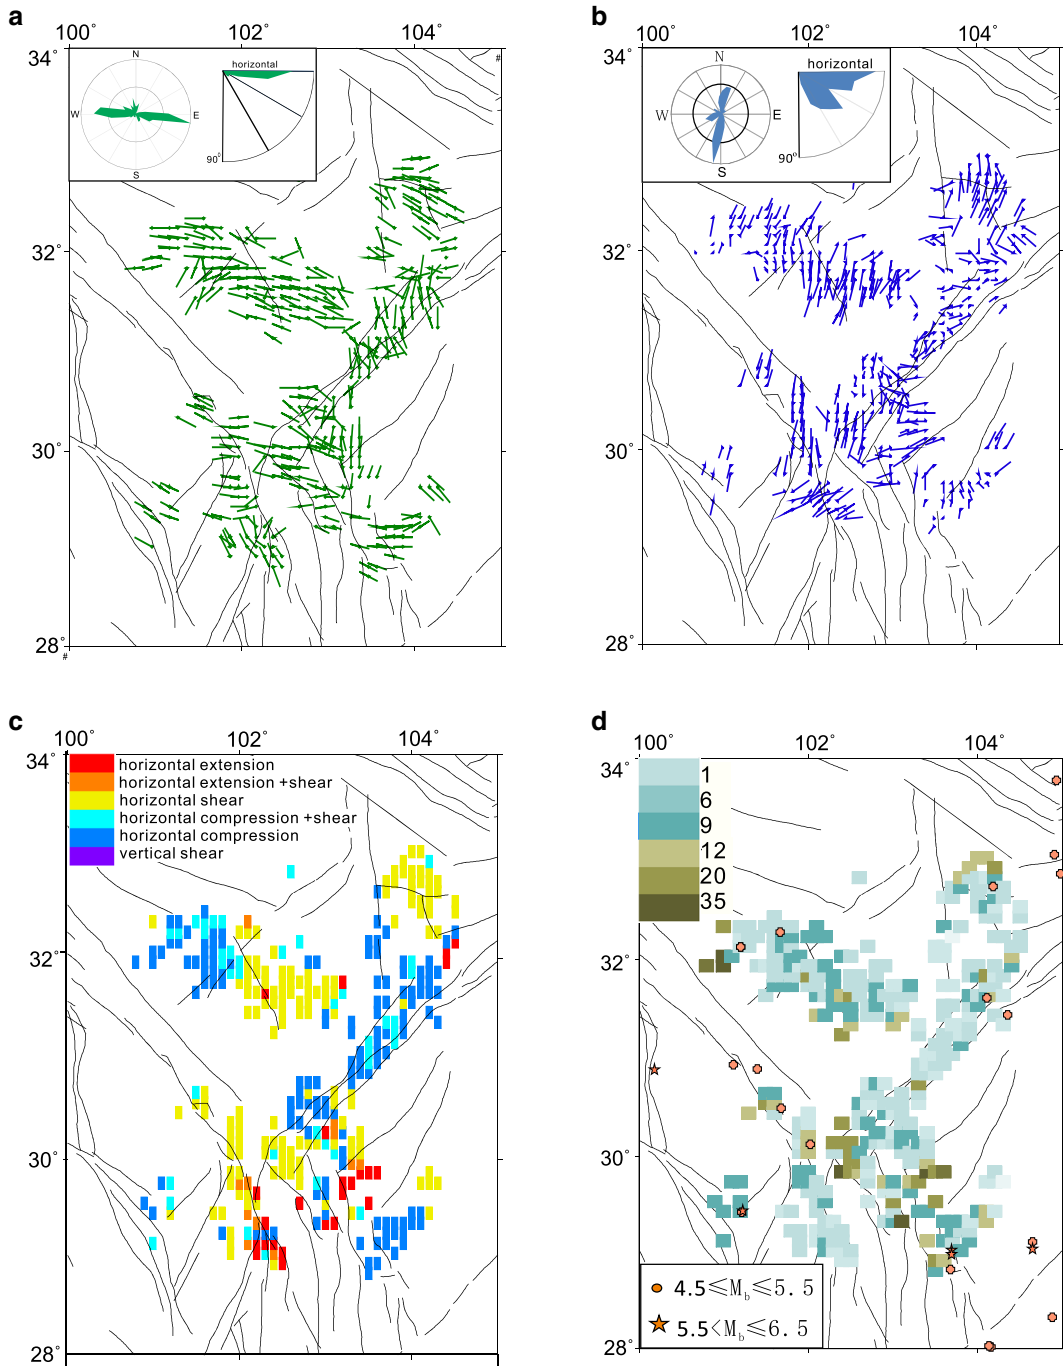 a
100° 102° 104°
34°
#
N
W
E
S
horizontal
90°
32°
30°
28°
#
b
100° 102° 104°
34°
N
W
E
S
horizontal
90°
32°
30°
28°
c
100° 102° 104°
34°
horizontal extension
horizontal extension +shear
horizontal shear
horizontal compression +shear
horizontal compression
vertical shear
32°
30°
28°
d
100° 102° 104°
34°
1
6
9
12
20
35
32°
30°
4.5≤M_b≤5.5
5.5<M_b≤6.5
28°